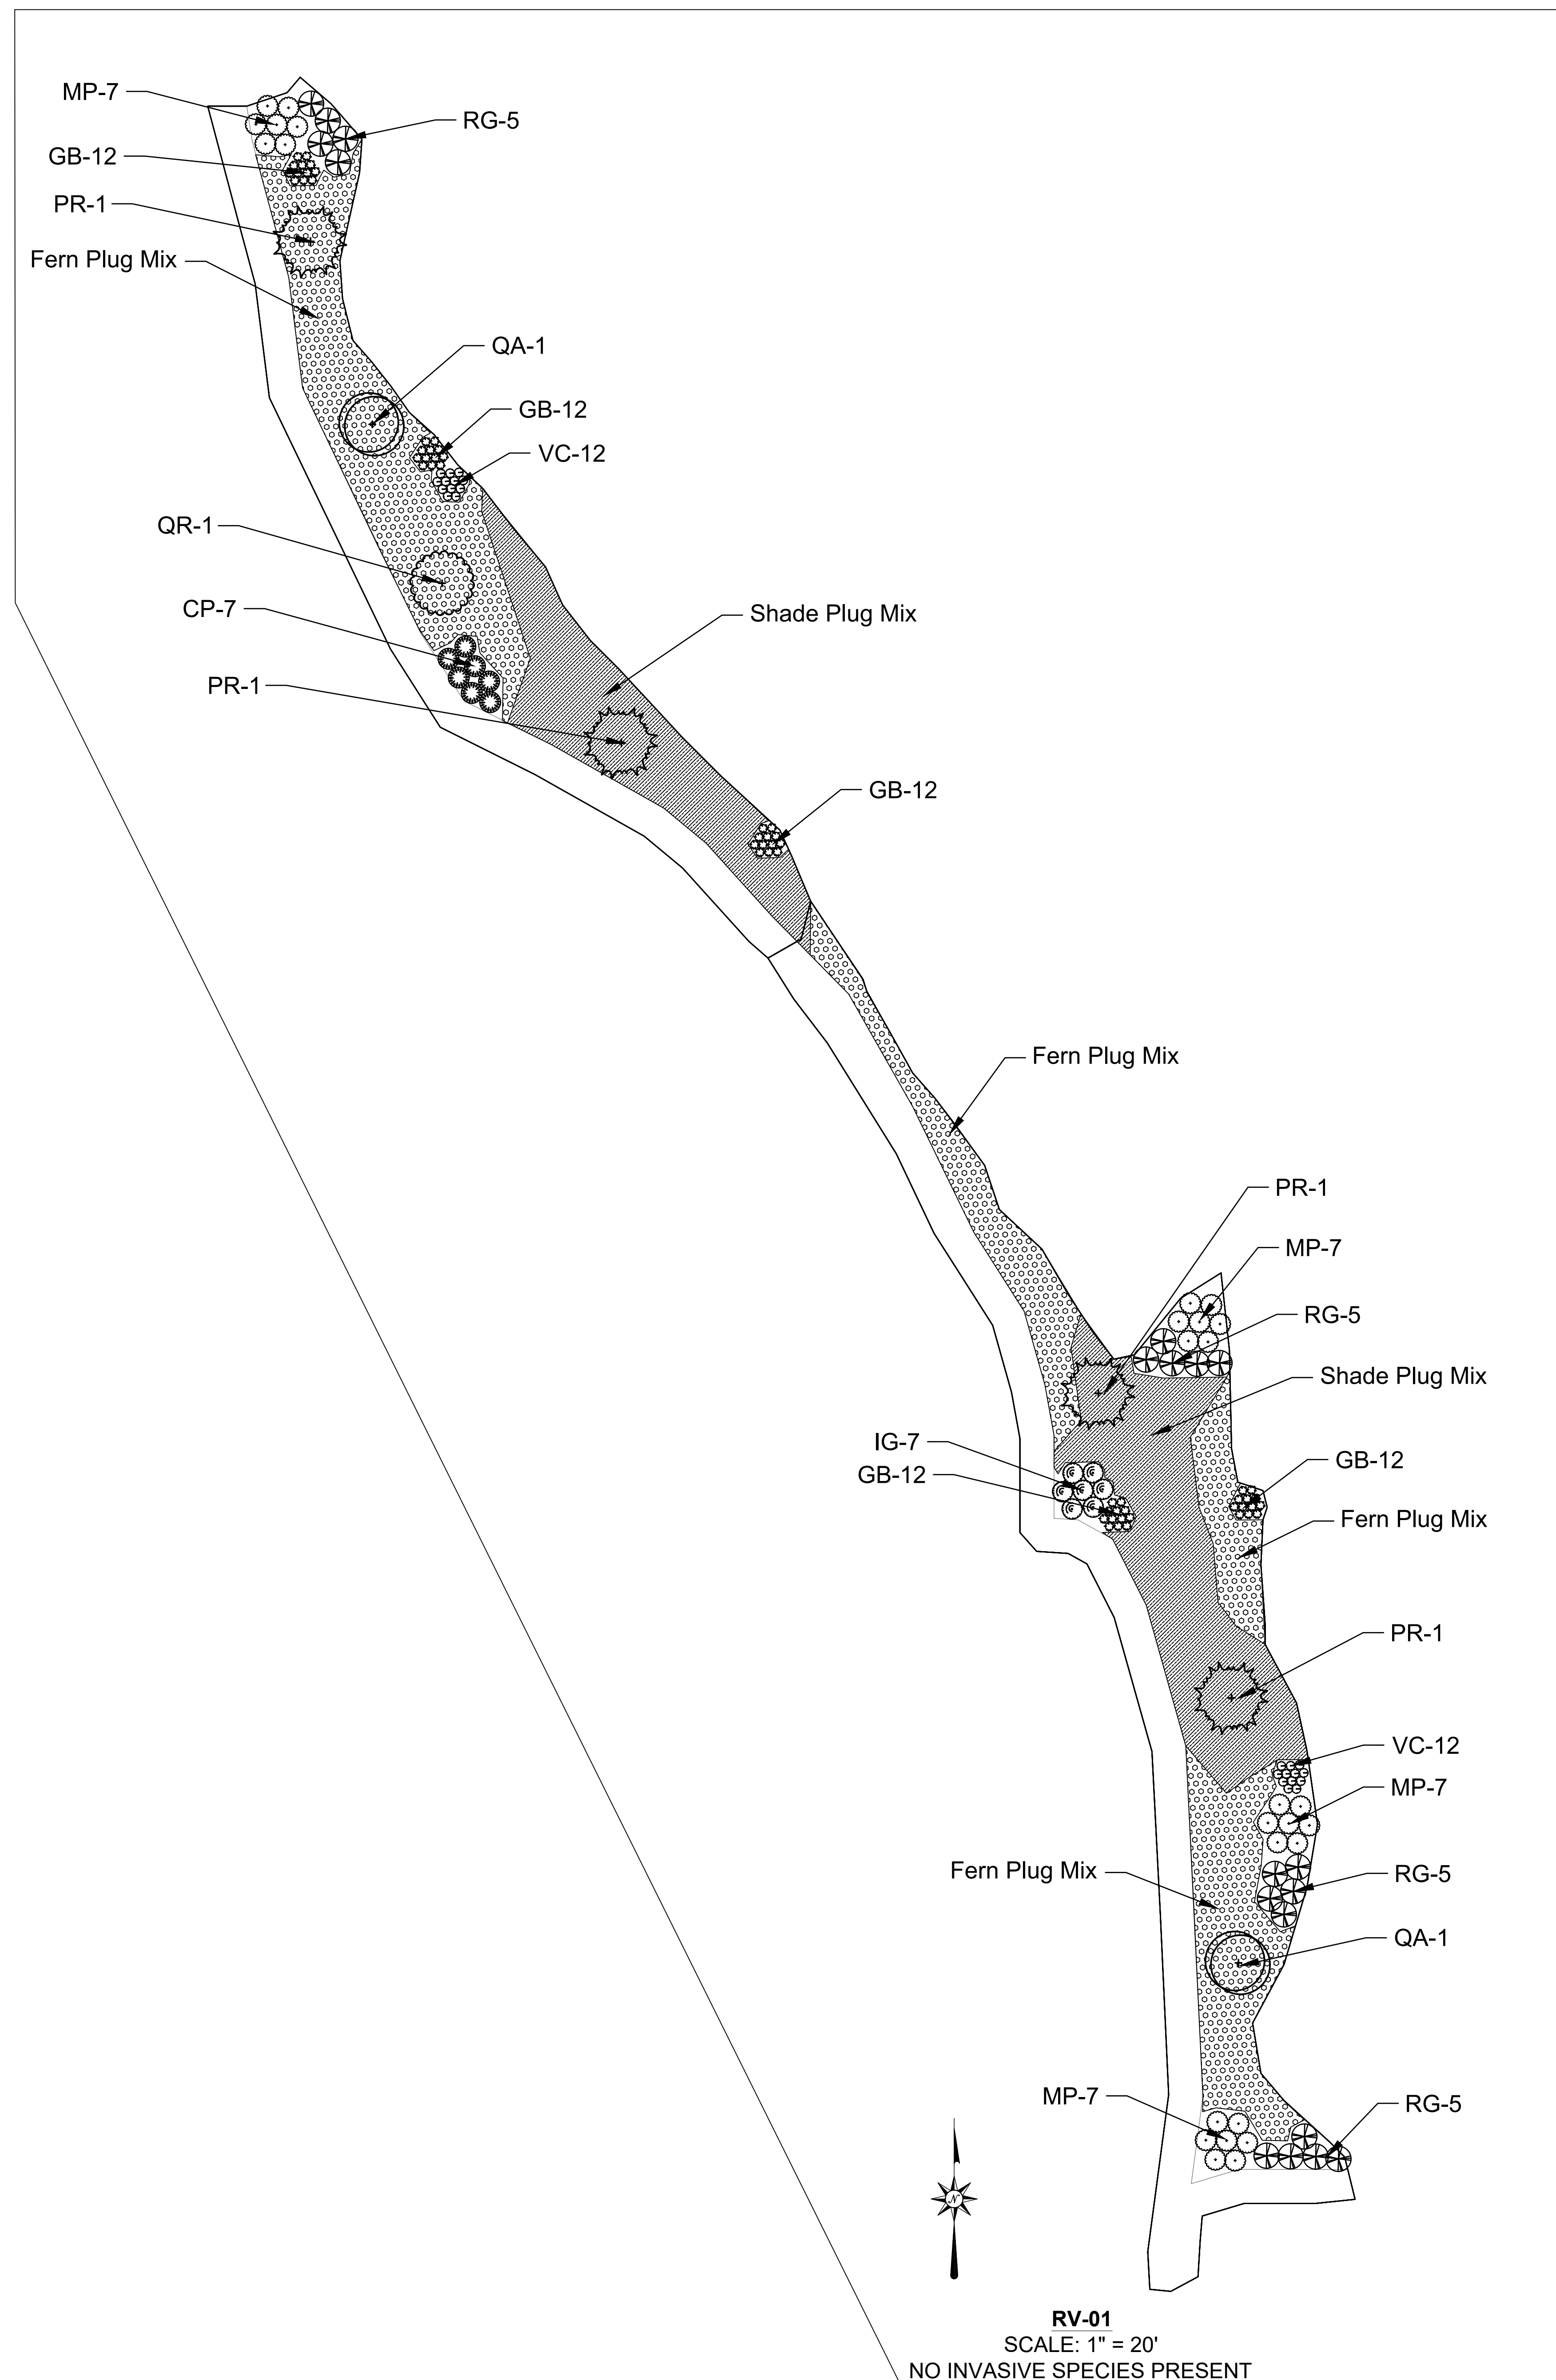 MP-7
RG-5
GB-12
PR-1
Fern Plug Mix
QA-1
GB-12
VC-12
QR-1
CP-7
Shade Plug Mix
PR-1
GB-12
Fern Plug Mix
PR-1
MP-7
RG-5
Shade Plug Mix
IG-7
GB-12
GB-12
Fern Plug Mix
PR-1
VC-12
MP-7
Fern Plug Mix
RG-5
QA-1
MP-7
RG-5
N
RV-01
SCALE: 1" = 20'
NO INVASIVE SPECIES PRESENT